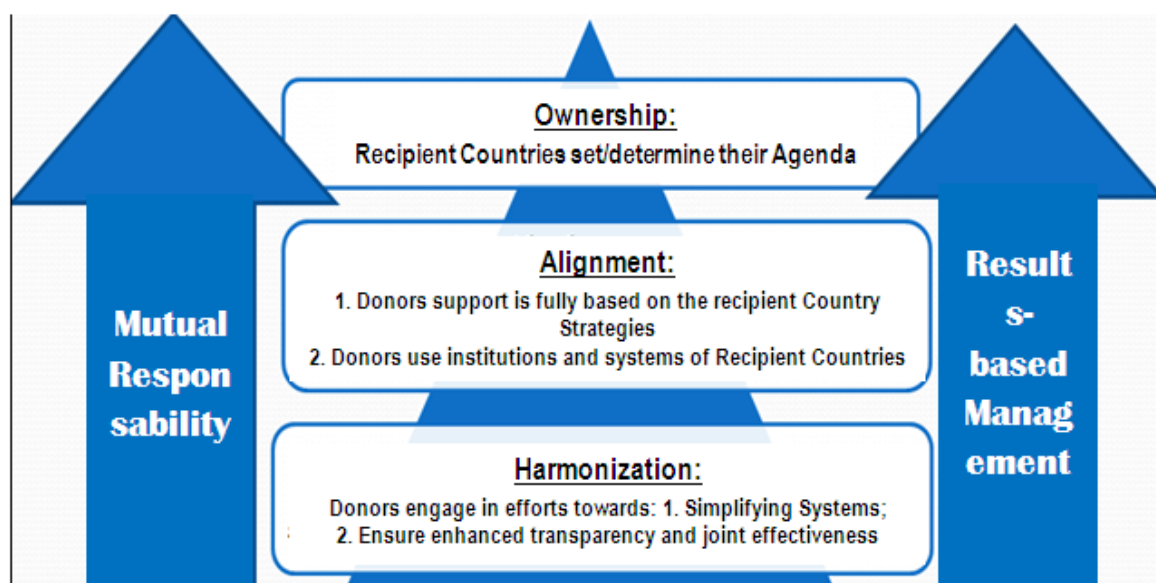 Ownership:
Recipient Countries set/determine their Agenda
Alignment:
1. Donors support is fully based on the recipient Country
Strategies
2. Donors use institutions and systems of Recipient Countries
Harmonization:
Donors engage in efforts towards: 1. Simplifying Systems;
2. Ensure enhanced transparency and joint effectiveness
Mutual
Respon
sability
Result
s-
based
Manag
ement